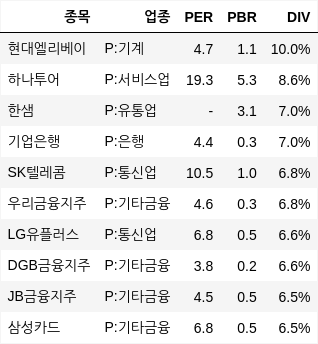 종목 업종 PER PBR DIV
현대엘리베이 P:기계 4.7 1.1 10.0%
하나투어 P:서비스업 19.3 5.3 8.6%
한샘 P:유통업 - 3.1 7.0%
기업은행 P:은행 4.4 0.3 7.0%
SK텔레콤 P:통신업 10.5 1.0 6.8%
우리금융지주 P:기타금융 4.6 0.3 6.8%
LG유플러스 P:통신업 6.8 0.5 6.6%
DGB금융지주 P:기타금융 3.8 0.2 6.6%
JB금융지주 P:기타금융 4.5 0.5 6.5%
삼성카드 P:기타금융 6.8 0.5 6.5%